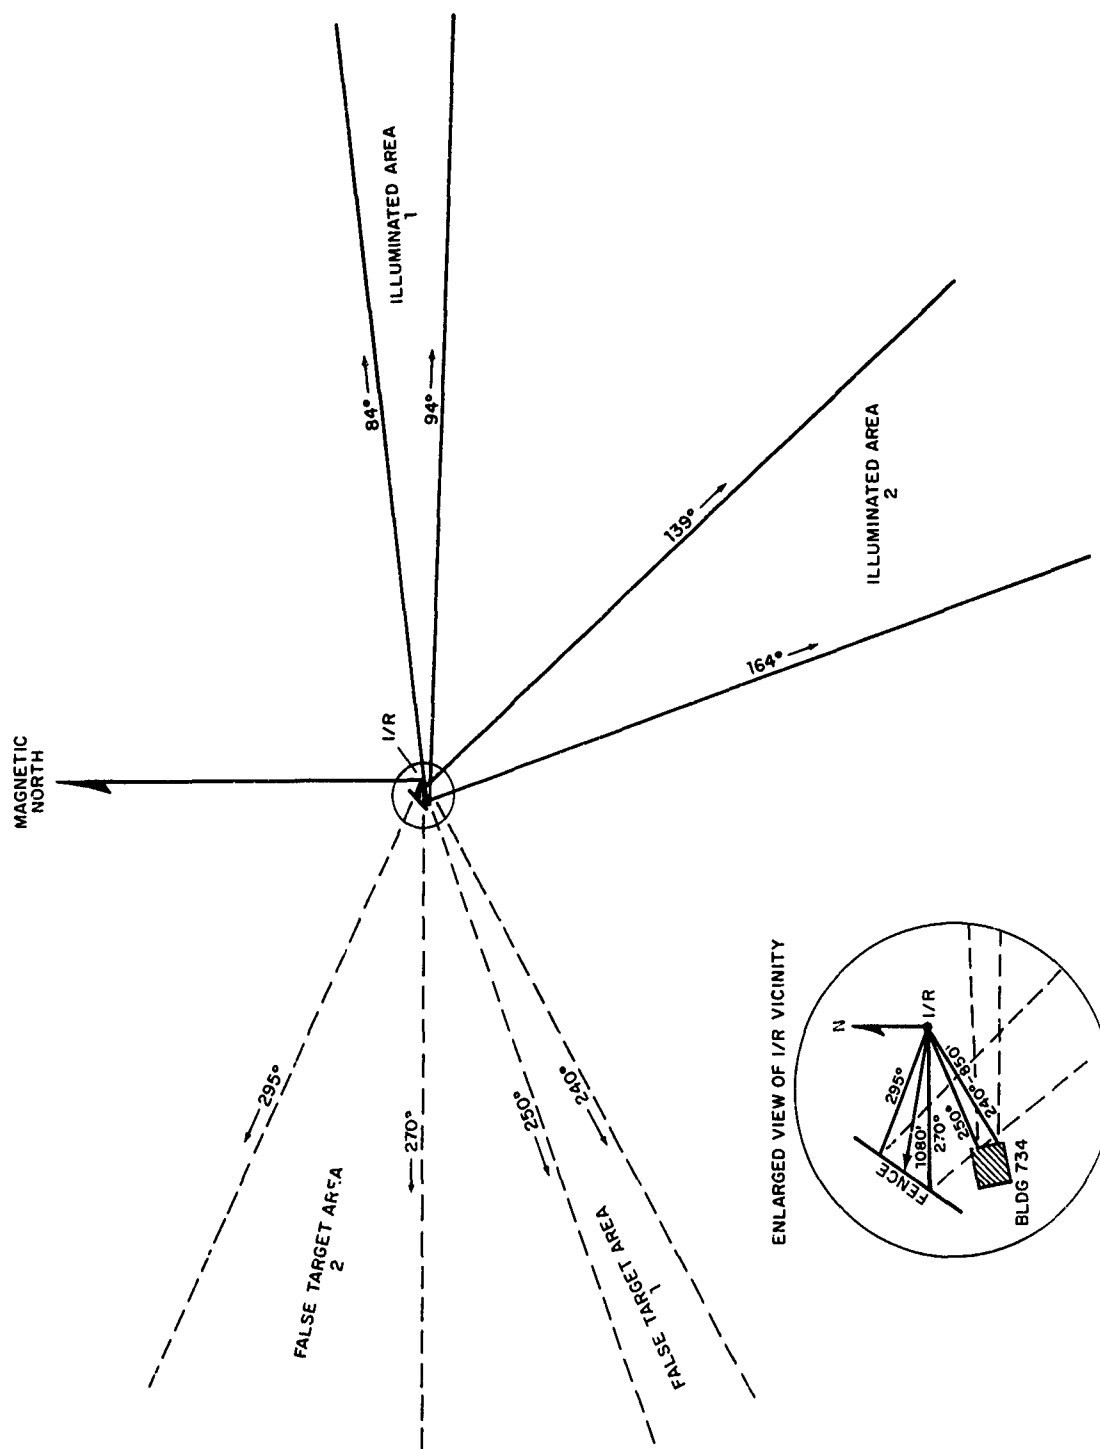 MAGNETIC
NORTH
I/R
84°
94°
ILLUMINATED AREA
1
139°
164°
ILLUMINATED AREA
2
295°
270°
250°
240°
FALSE TARGET AREA
2
FALSE TARGET AREA
1
ENLARGED VIEW OF I/R VICINITY
N
I/R
295°
1080'
270°
250°
240°-850'
FENCE
BLDG 734